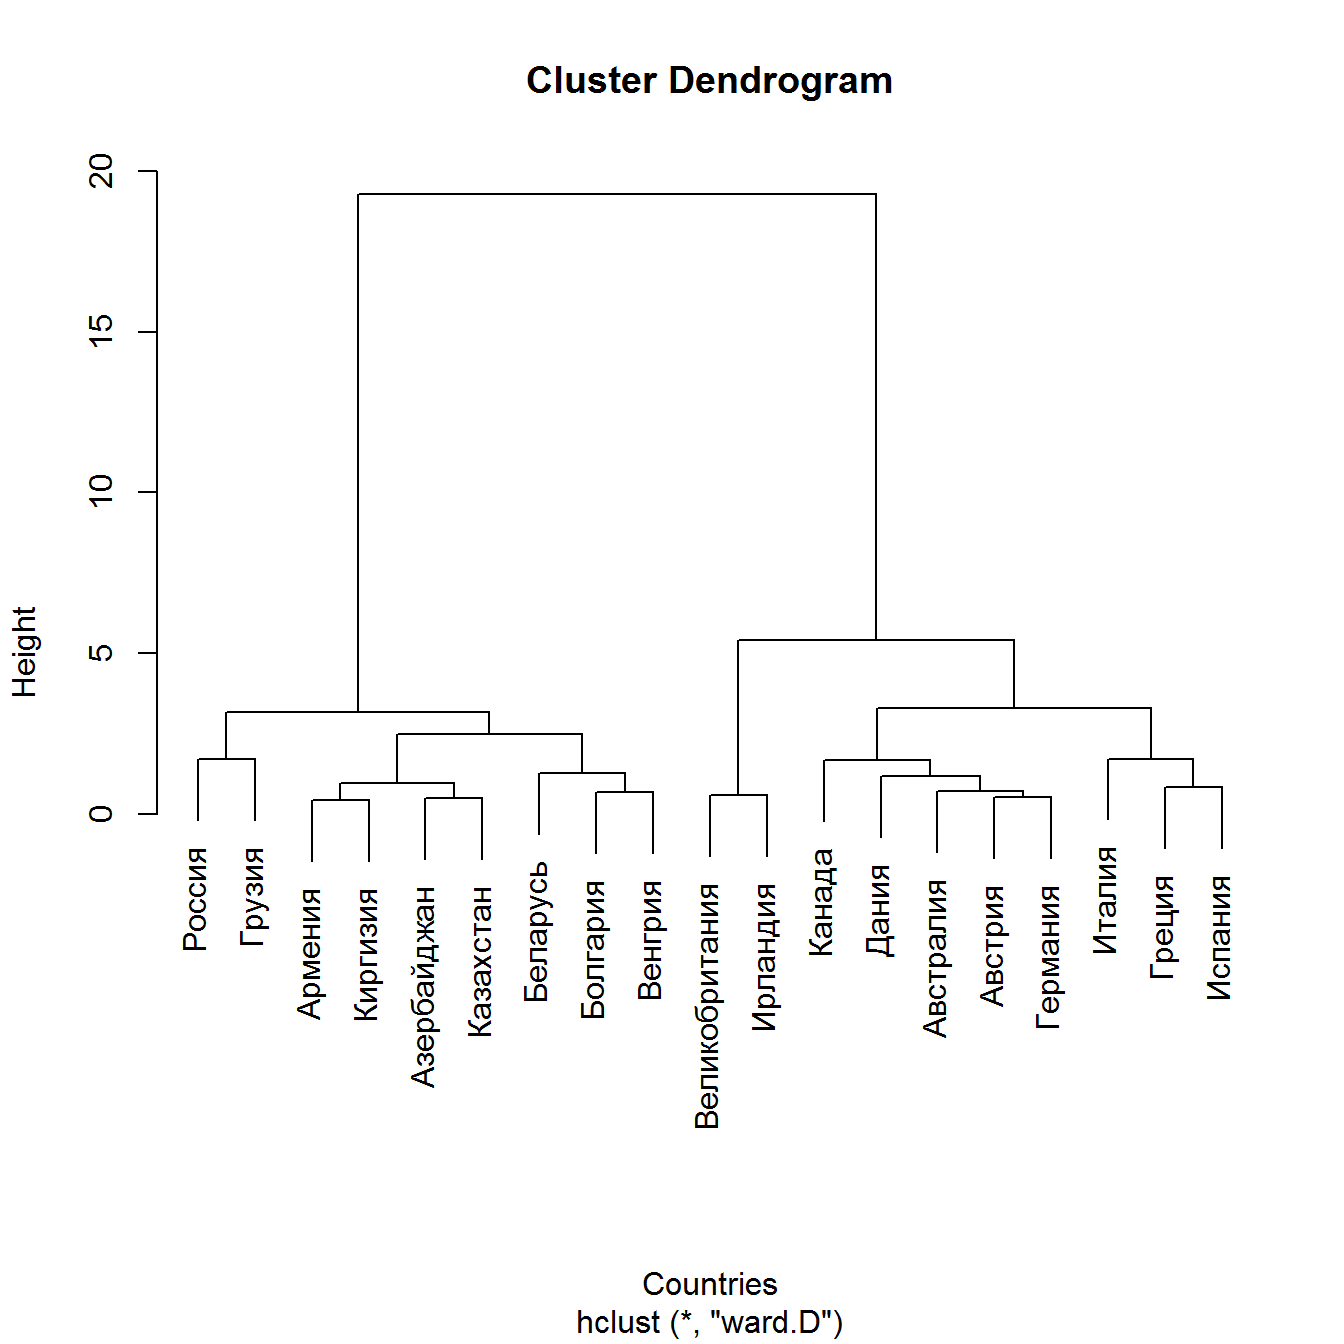 Cluster Dendrogram
Height
20
15
10
5
0
Россия
Грузия
Армения
Киргизия
Азербайджан
Казахстан
Беларусь
Болгария
Венгрия
Великобритания
Ирландия
Канада
Дания
Австралия
Австрия
Германия
Италия
Греция
Испания
Countries
hclust (*, "ward.D")